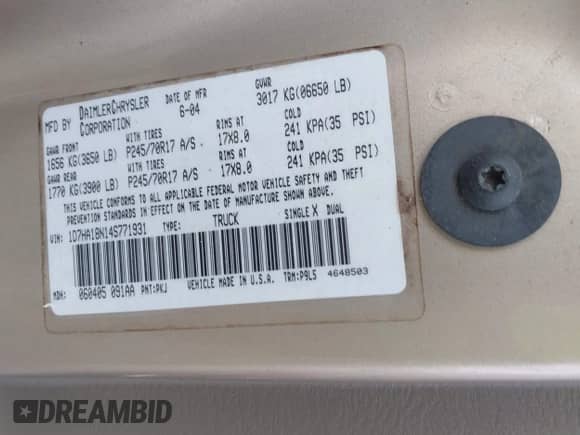 MFD BY DAIMLERCHRYSLER CORPORATION
DATE OF MFR 6-04
GVWR 3017 KG(06650 LB)
GAWR FRONT 1656 KG(3650 LB)
WITH TIRES P245/70R17 A/S
RIMS AT 17X8.0
COLD 241 KPA(35 PSI)
GAWR REAR 1770 KG(3900 LB)
WITH TIRES P245/70R17 A/S
RIMS AT 17X8.0
COLD 241 KPA(35 PSI)
THIS VEHICLE CONFORMS TO ALL APPLICABLE FEDERAL MOTOR VEHICLE SAFETY AND THEFT
PREVENTION STANDARDS IN EFFECT ON THE DATE OF MANUFACTURE SHOWN ABOVE.
VIN: 1D7HA18N14S771931 TYPE: TRUCK SINGLE X DUAL
MDH: 060405 091AA PNT:PKJ VEHICLE MADE IN U.S.A. TRM:P9L5 4648503
DREAMBID